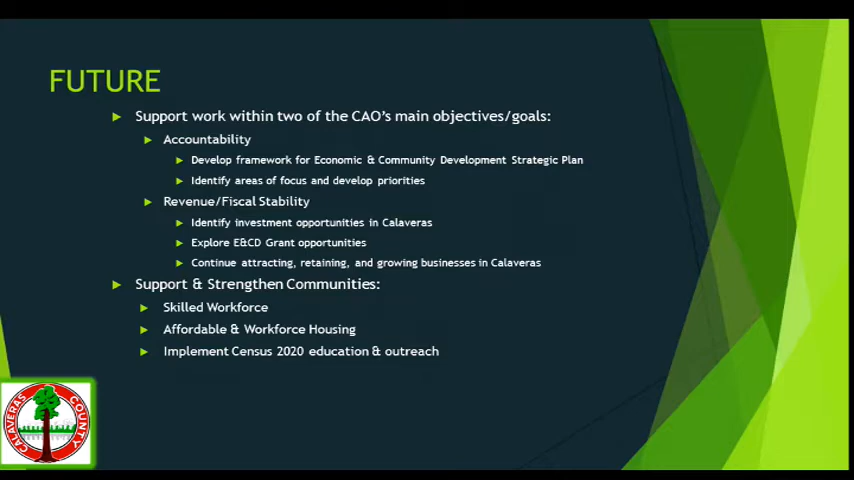 FUTURE
Support work within two of the CAO's main objectives/goals:
Accountability
Develop framework for Economic & Community Development Strategic Plan
Identify areas of focus and develop priorities
Revenue/Fiscal Stability
Identify investment opportunities in Calaveras
Explore E&CD Grant opportunities
Continue attracting, retaining, and growing businesses in Calaveras
Support & Strengthen Communities:
Skilled Workforce
Affordable & Workforce Housing
Implement Census 2020 education & outreach
CALAVERAS COUNTY